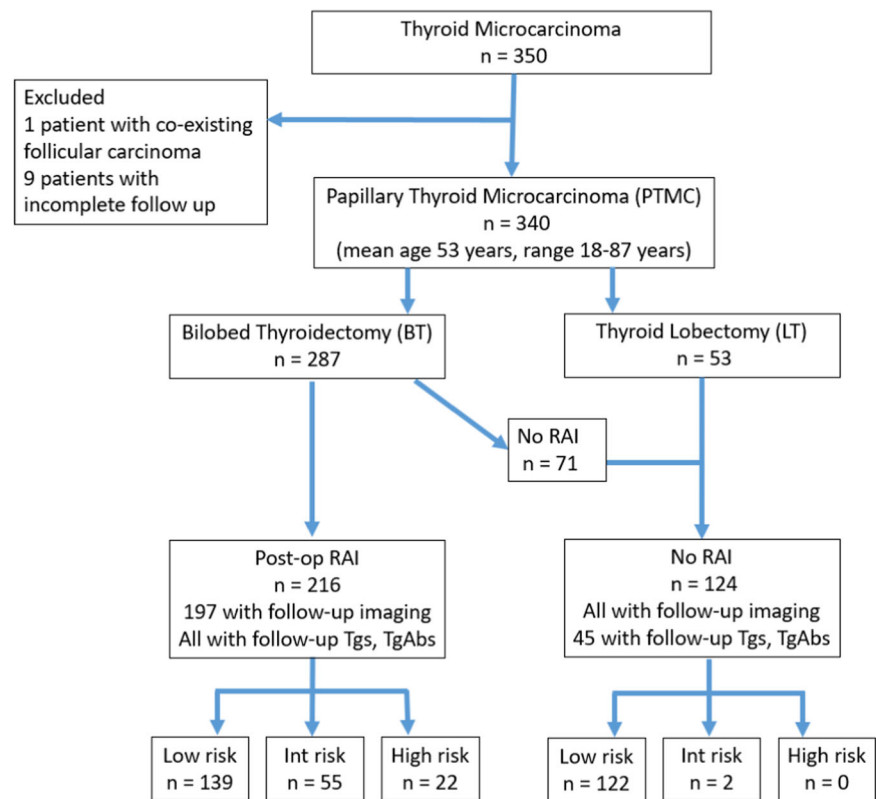 Thyroid Microcarcinoma
n = 350
Excluded
1 patient with co-existing
follicular carcinoma
9 patients with
incomplete follow up
Papillary Thyroid Microcarcinoma (PTMC)
n = 340
(mean age 53 years, range 18-87 years)
Bilobed Thyroidectomy (BT)
n = 287
Thyroid Lobectomy (LT)
n = 53
No RAI
n = 71
Post-op RAI
n = 216
197 with follow-up imaging
All with follow-up Tgs, TgAbs
No RAI
n = 124
All with follow-up imaging
45 with follow-up Tgs, TgAbs
Low risk
n = 139
Int risk
n = 55
High risk
n = 22
Low risk
n = 122
Int risk
n = 2
High risk
n = 0